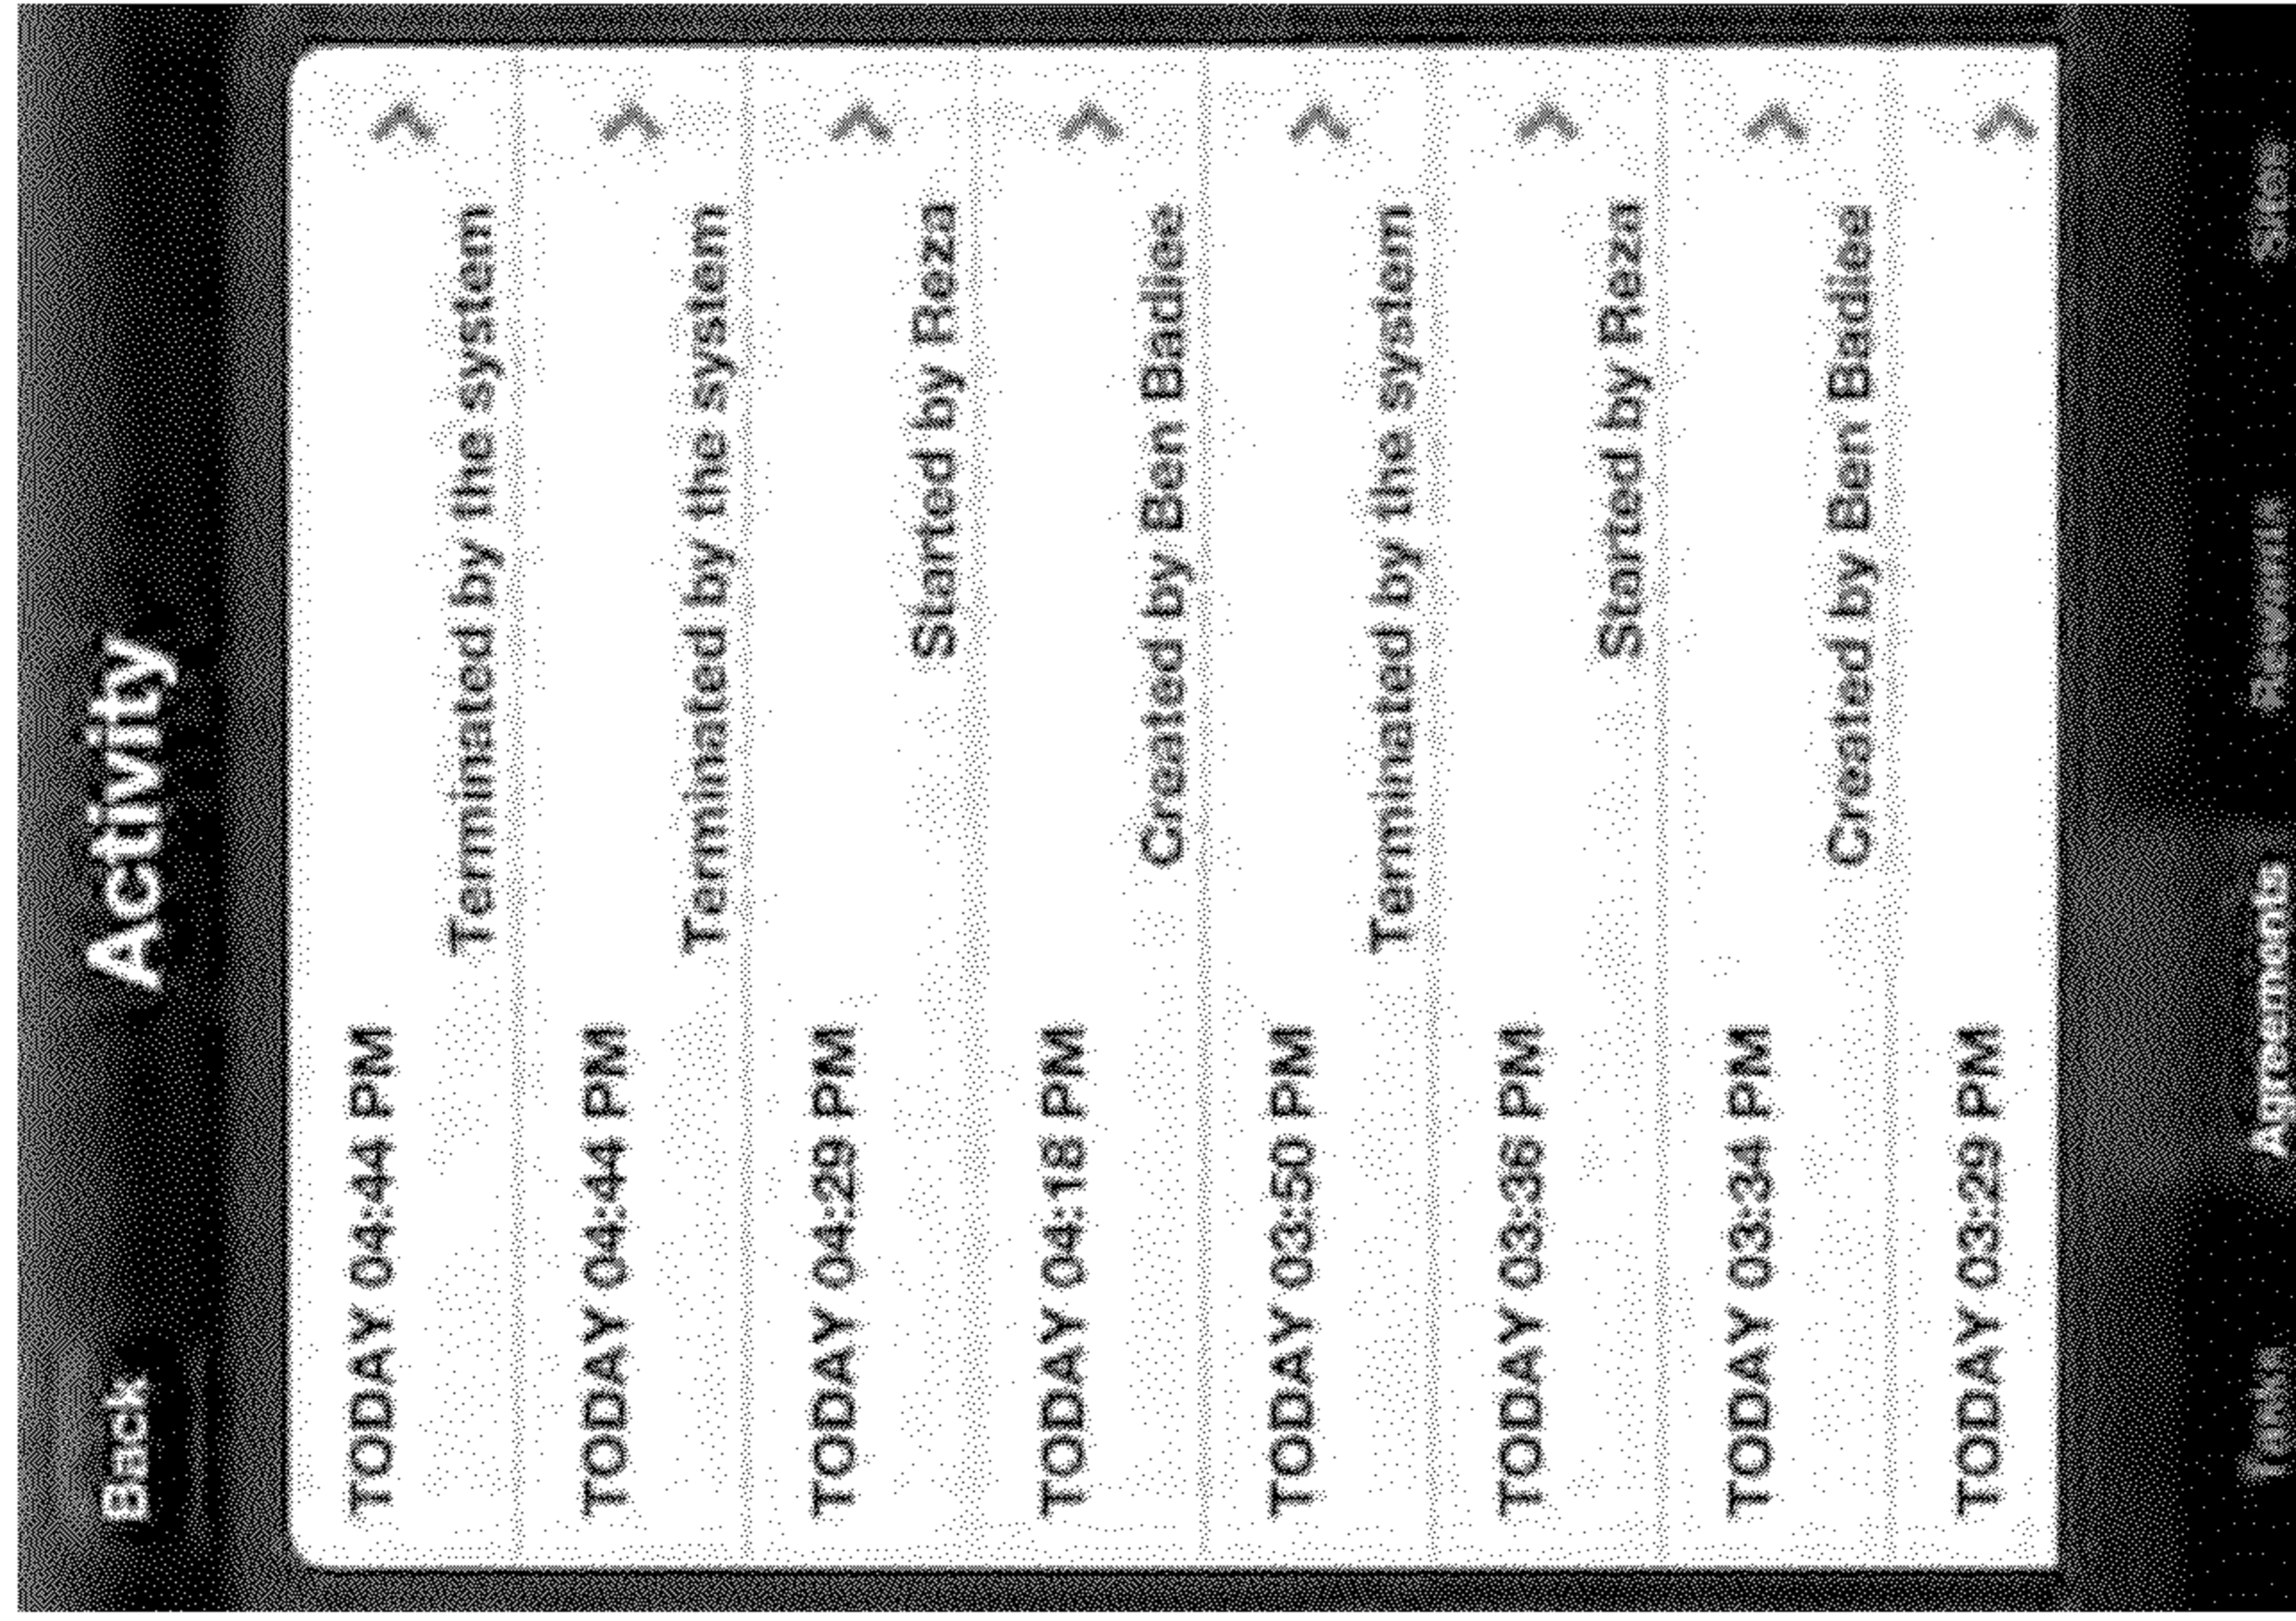 Back Activity
TODAY 04:44 PM
Terminated by the system
TODAY 04:44 PM
Terminated by the system
TODAY 04:29 PM
Started by Reza
TODAY 04:18 PM
Created by Ben Badiee
TODAY 03:50 PM
Terminated by the system
TODAY 03:36 PM
Started by Reza
TODAY 03:34 PM
Created by Ben Badiee
TODAY 03:29 PM
Tasks Agreements Rewards Sites